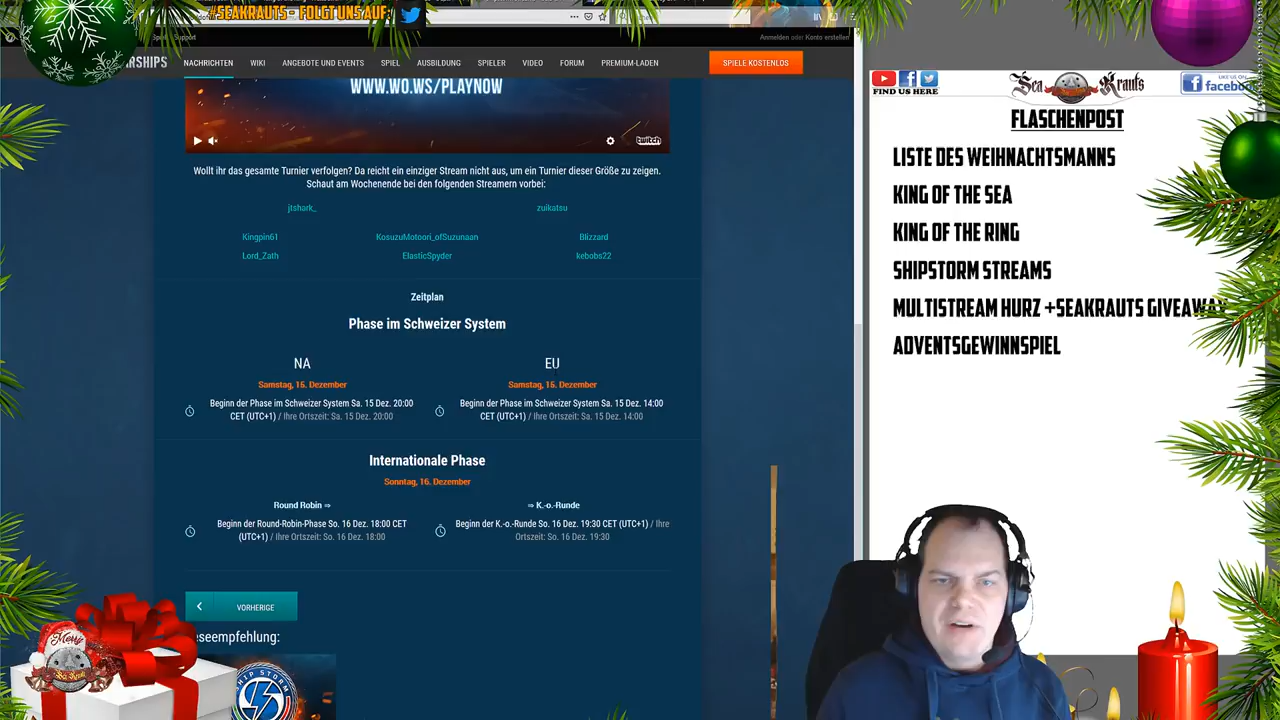 #SEAKRAUTS - FOLGT UNS AUF
Support
Anmelden oder Konto erstellen
NACHRICHTEN
WIKI
ANGEBOTE UND EVENTS
SPIEL
AUSBILDUNG
SPIELER
VIDEO
FORUM
PREMIUM-LADEN
SPIELE KOSTENLOS
WWW.WO.WS/PLAYNOW
twitch
Wollt ihr das gesamte Turnier verfolgen? Da reicht ein einziger Stream nicht aus, um ein Turnier dieser Größe zu zeigen.
Schaut am Wochenende bei den folgenden Streamern vorbei:
jtshark_
zuikatsu
Kingpin61
KosuzuMotoori_ofSuzunaan
Blizzard
Lord_Zath
ElasticSpyder
kebobs22
Zeitplan
Phase im Schweizer System
NA
Samstag, 15. Dezember
Beginn der Phase im Schweizer System Sa. 15 Dez. 20:00
CET (UTC+1) / Ihre Ortszeit: Sa. 15 Dez. 20:00
EU
Samstag, 15. Dezember
Beginn der Phase im Schweizer System Sa. 15 Dez. 14:00
CET (UTC+1) / Ihre Ortszeit: Sa. 15 Dez. 14:00
Internationale Phase
Sonntag, 16. Dezember
Round Robin ⇒
Beginn der Round-Robin-Phase So. 16 Dez. 18:00 CET
(UTC+1) / Ihre Ortszeit: So. 16 Dez. 18:00
⇒ K.-o.-Runde
Beginn der K.-o.-Runde So. 16 Dez. 19:30 CET (UTC+1) / Ihre
Ortszeit: So. 16 Dez. 19:30
VORHERIGE
eseempfehlung:
Merry
FIND US HERE
Sea Krauts
LIKE US ON
facebo
FLASCHENPOST
LISTE DES WEIHNACHTSMANNS
KING OF THE SEA
KING OF THE RING
SHIPSTORM STREAMS
MULTISTREAM HURZ +SEAKRAUTS GIVEAWAY
ADVENTSGEWINNSPIEL